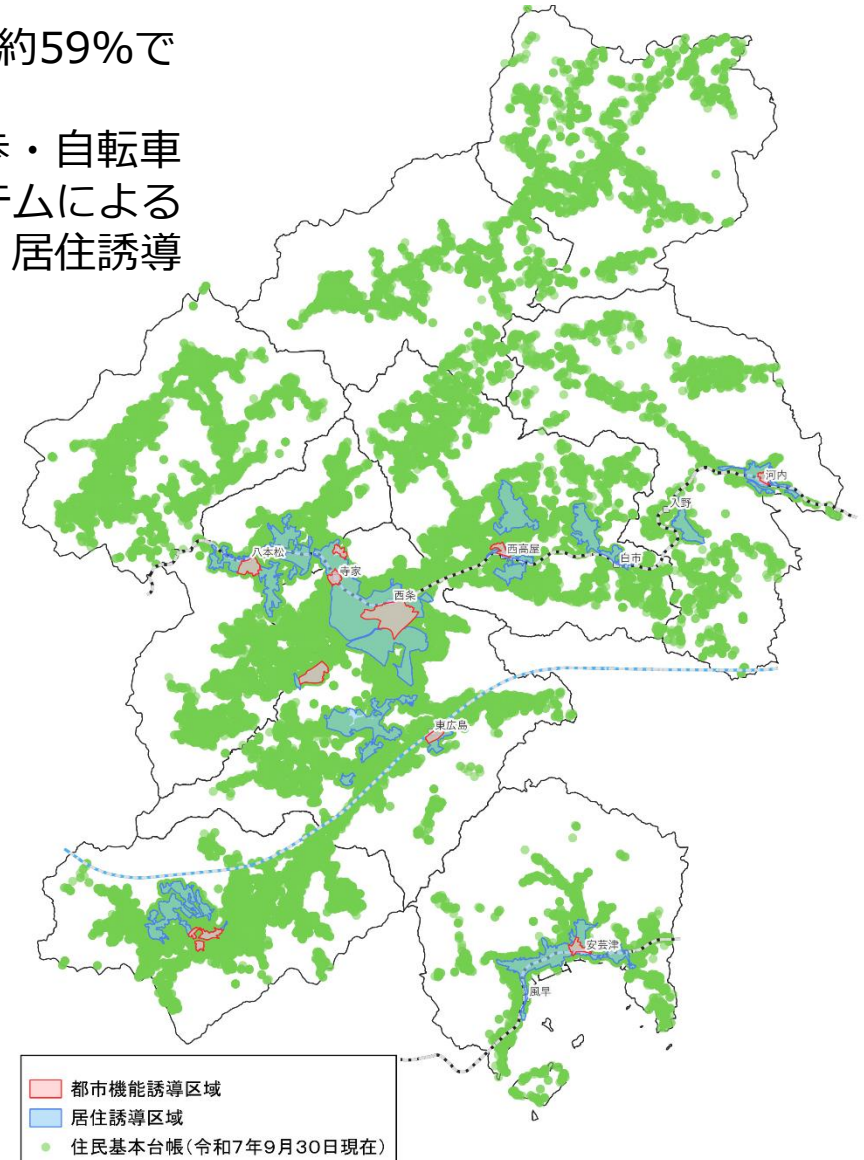 約59%で
歩・自転車
テムによる
居住誘導
河内
入野
八本松
西高屋
白市
寺家
西条
東広島
安芸津
風早
都市機能誘導区域
居住誘導区域
住民基本台帳(令和7年9月30日現在)